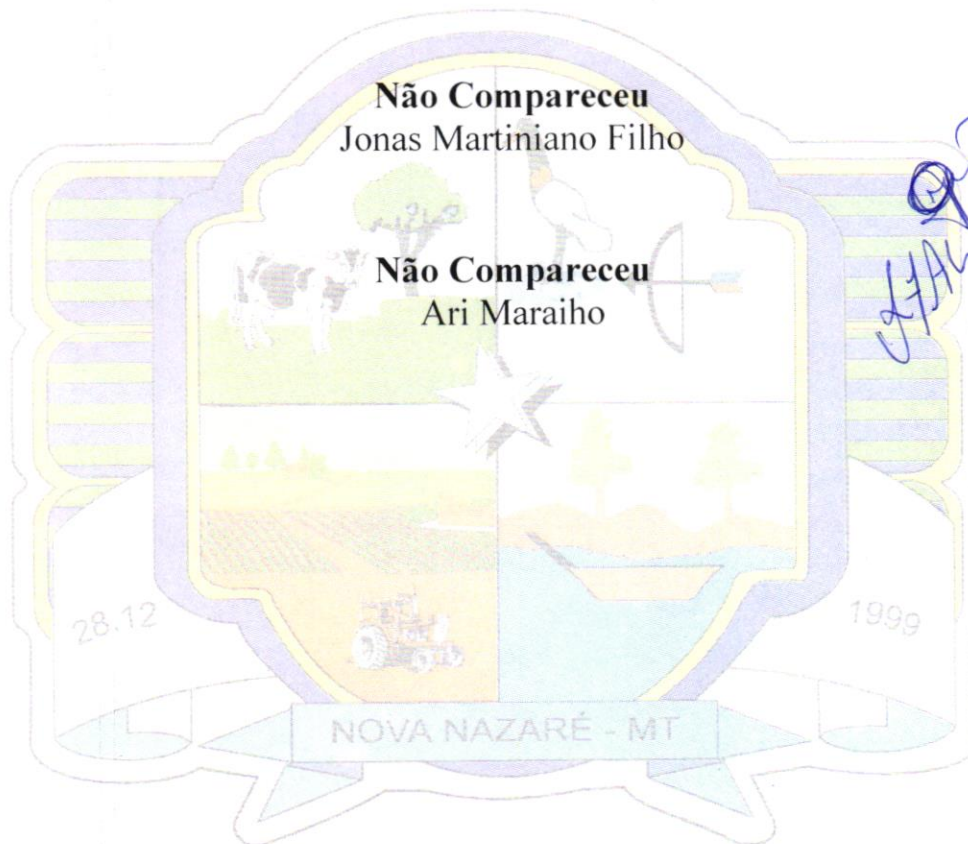 Não Compareceu
Jonas Martiniano Filho
Não Compareceu
Ari Maraiho
28.12
1999
NOVA NAZARÉ - MT